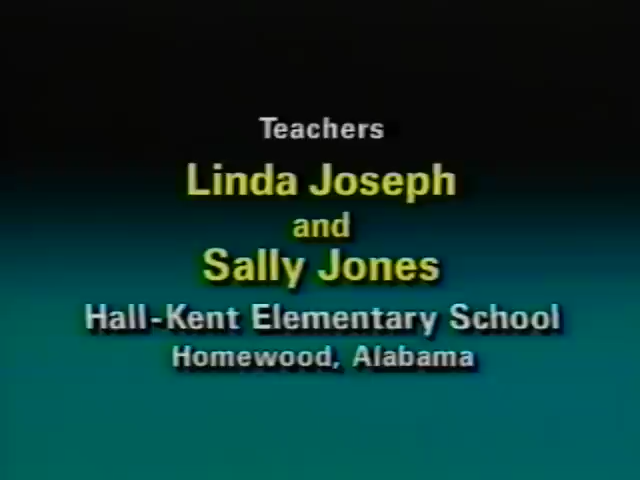 Teachers
Linda Joseph
and
Sally Jones
Hall-Kent Elementary School
Homewood, Alabama